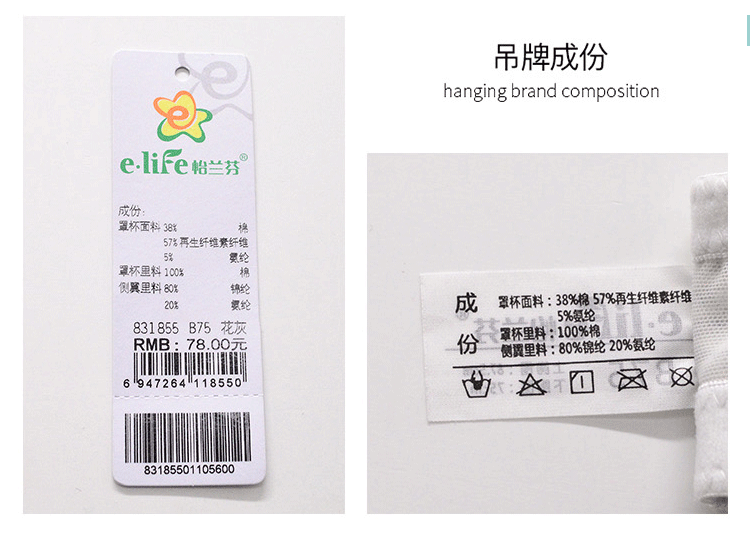 吊牌成份
hanging brand composition
e
e·life 怡兰芬®
成份:
罩杯面料 38% 棉
57% 再生纤维素纤维
5% 氨纶
罩杯里料 100% 棉
侧翼里料 80% 锦纶
20% 氨纶
831855 B75 花灰
RMB: 78.00元
6 947264 118550
83185501105600
成份
罩杯面料:38%棉 57%再生纤维素纤维
5%氨纶
罩杯里料:100%棉
侧翼里料:80%锦纶 20%氨纶